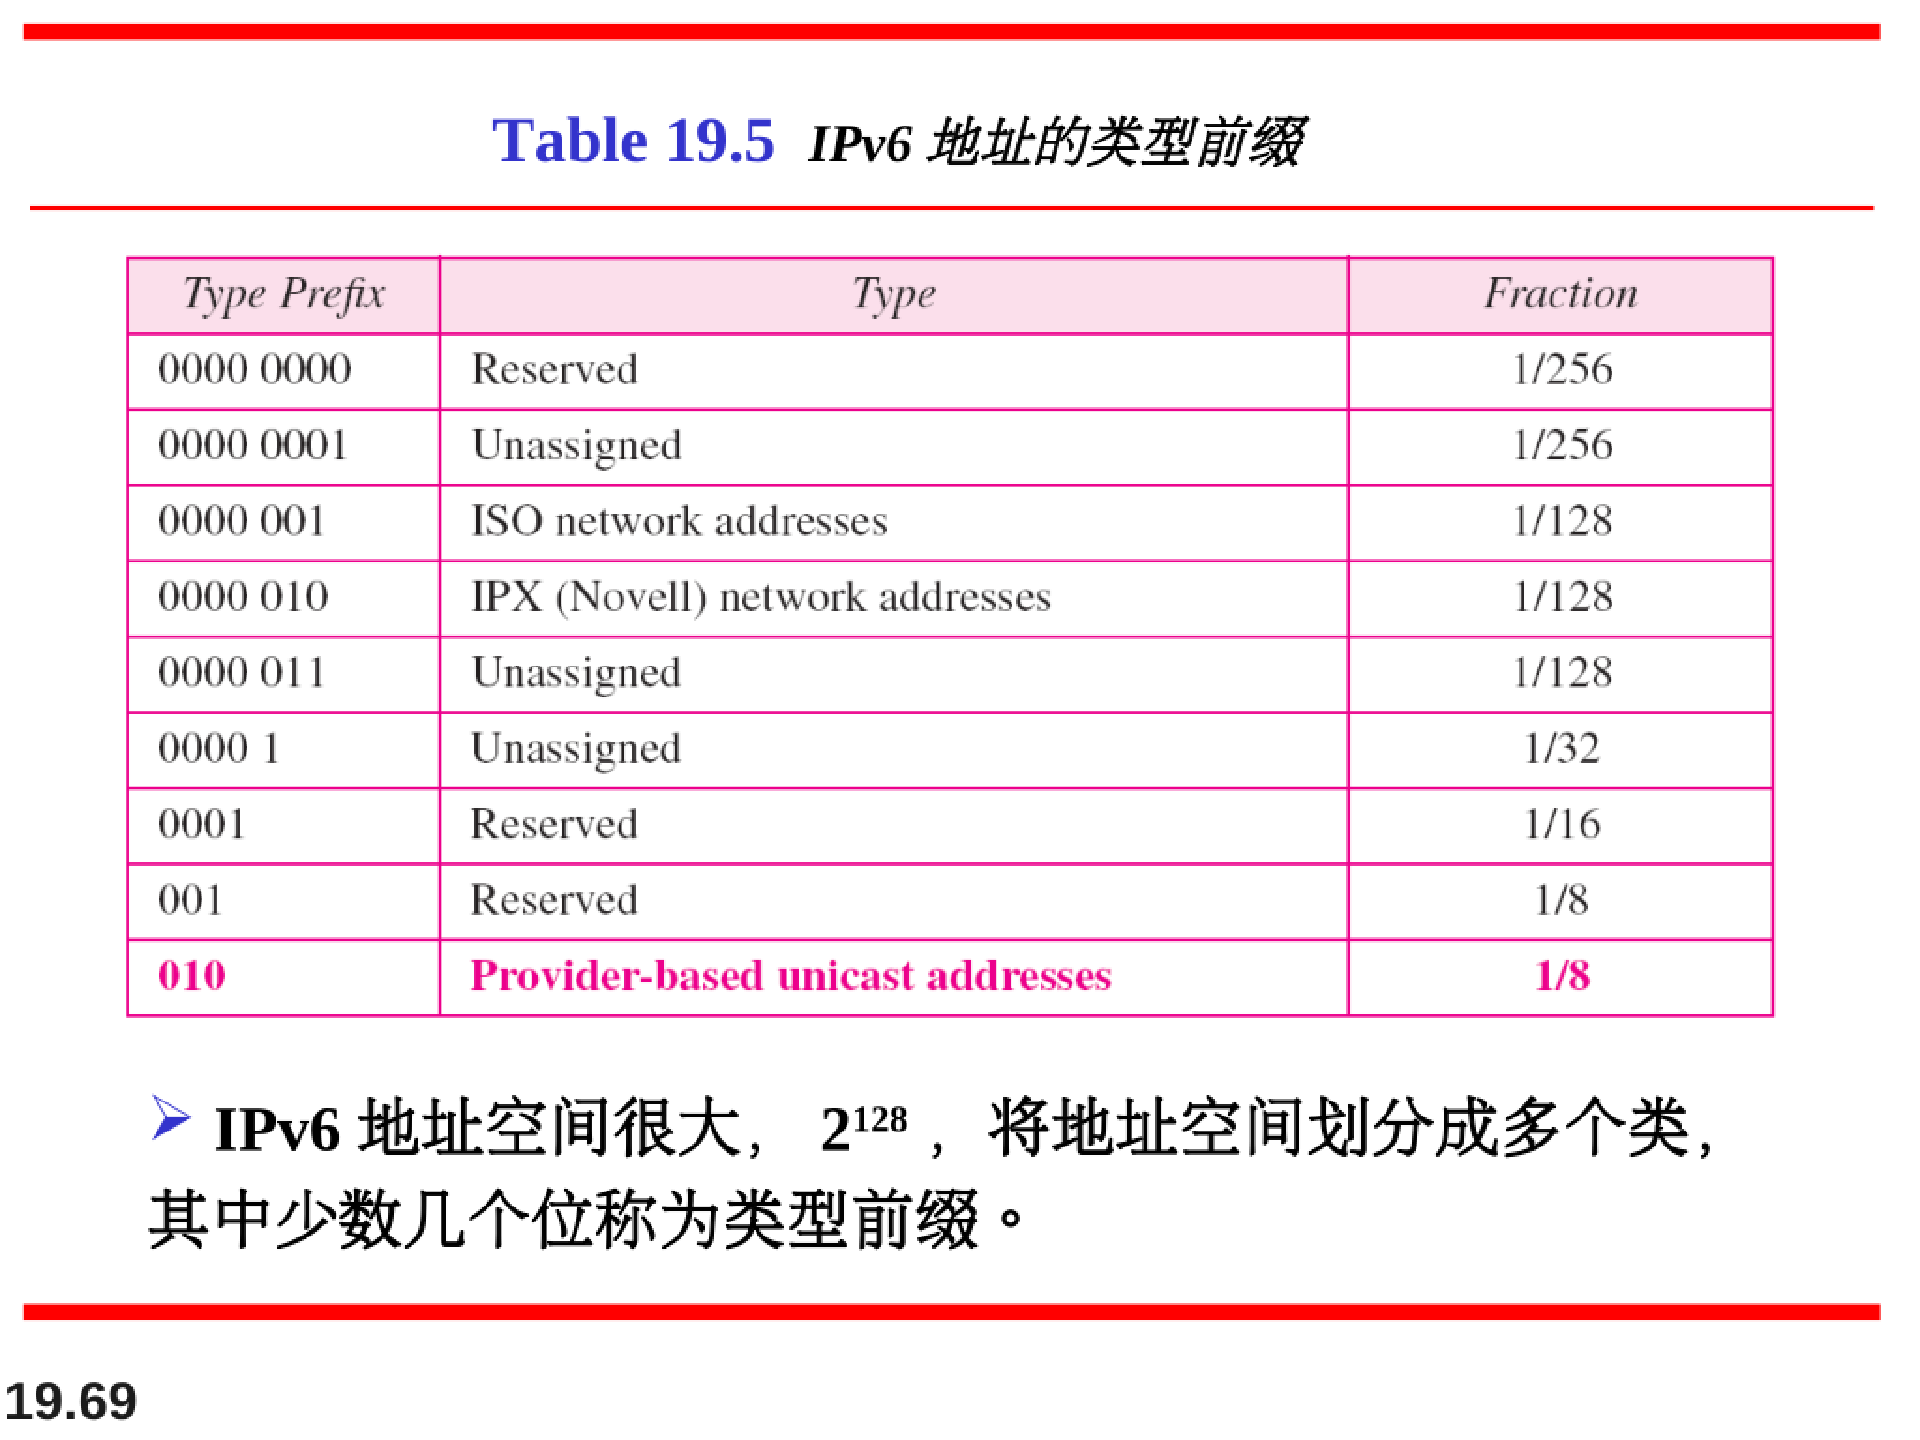 Table 19.5 IPv6 地址的类型前缀
Type Prefix Type Fraction
0000 0000 Reserved 1/256
0000 0001 Unassigned 1/256
0000 001 ISO network addresses 1/128
0000 010 IPX (Novell) network addresses 1/128
0000 011 Unassigned 1/128
0000 1 Unassigned 1/32
0001 Reserved 1/16
001 Reserved 1/8
010 Provider-based unicast addresses 1/8
➢ IPv6 地址空间很大， 2¹²⁸ ，将地址空间划分成多个类，
其中少数几个位称为类型前缀。
19.69